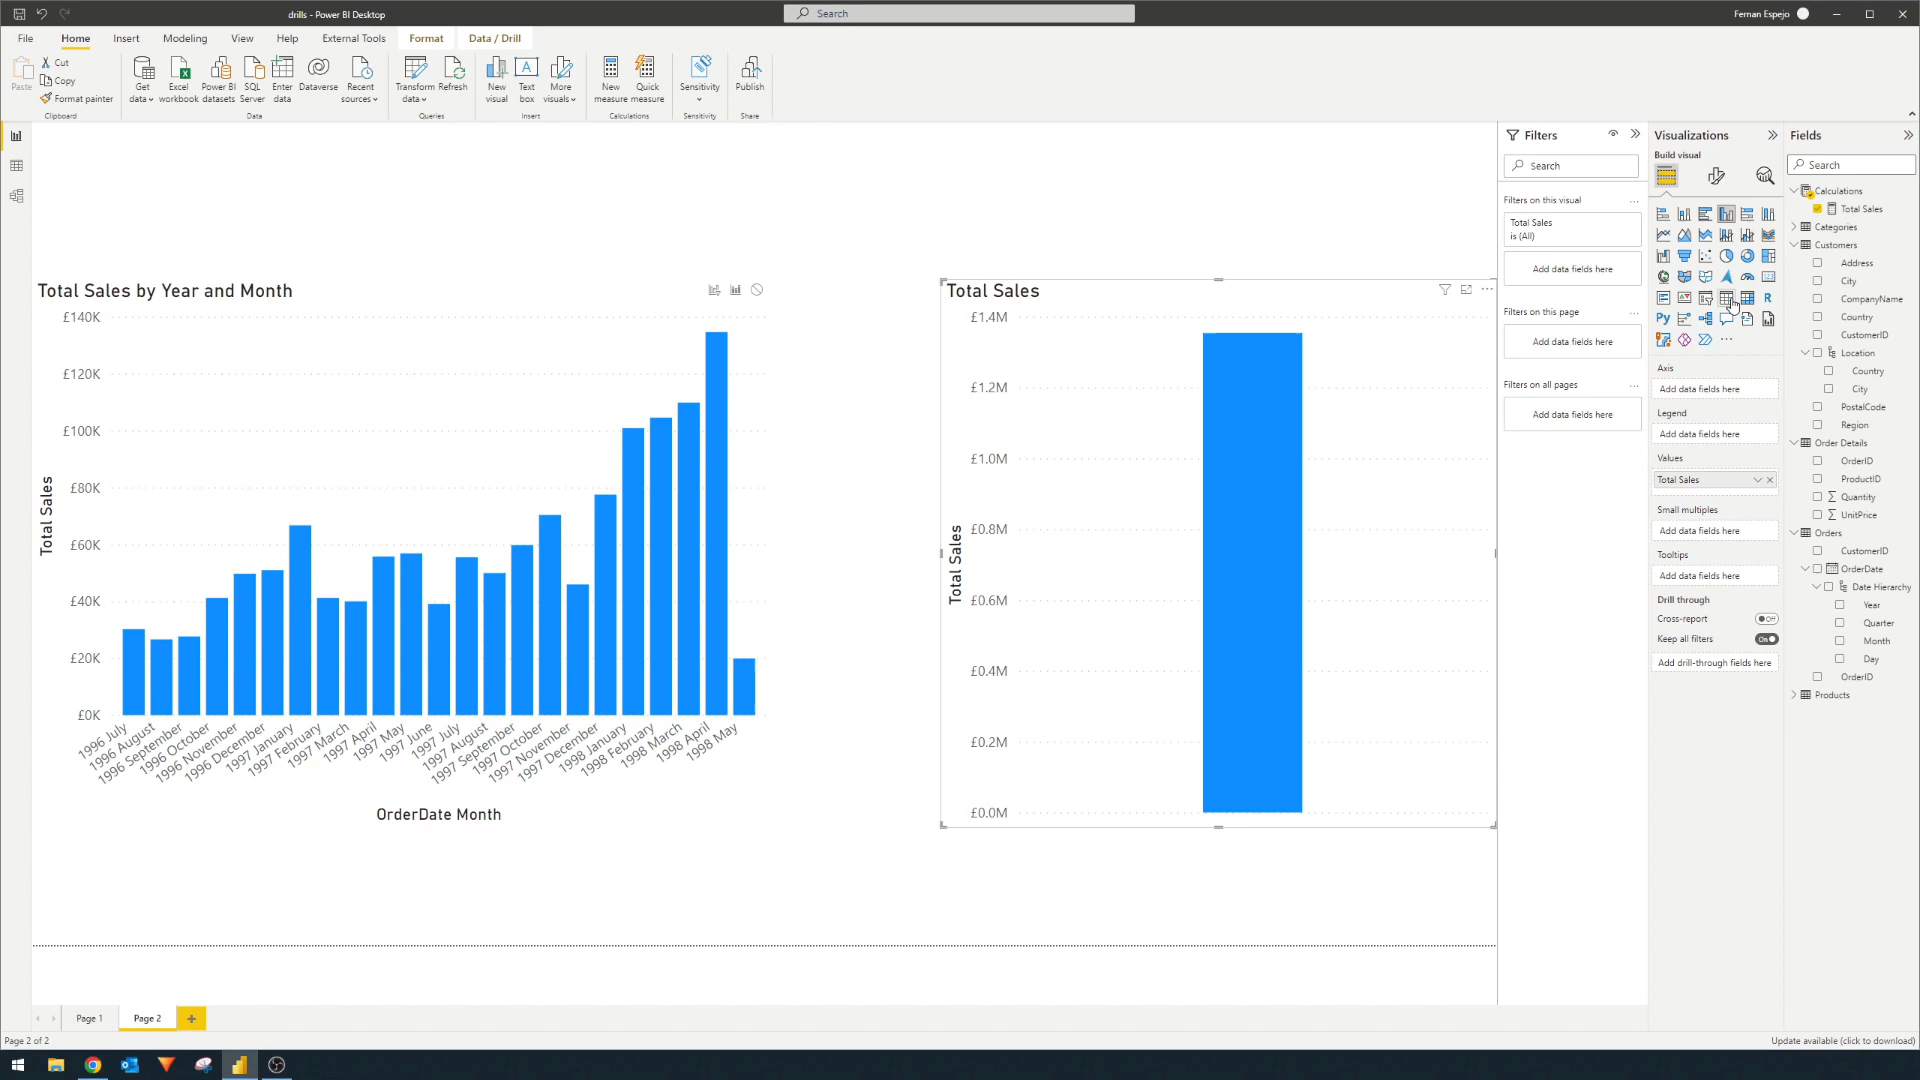 drills - Power BI Desktop
Search
Fernan Espejo
File
Home
Insert
Modeling
View
Help
External Tools
Format
Data / Drill
Paste
Cut
Copy
Format painter
Clipboard
Get data
Excel workbook
Power BI datasets
SQL Server
Enter data
Dataverse
Recent sources
Data
Transform data
Refresh
Queries
New visual
Text box
More visuals
Insert
New measure
Quick measure
Calculations
Sensitivity
Sensitivity
Publish
Share
Total Sales by Year and Month
£140K
£120K
£100K
£80K
£60K
£40K
£20K
£0K
Total Sales
1996 July
1996 August
1996 September
1996 October
1996 November
1996 December
1997 January
1997 February
1997 March
1997 April
1997 May
1997 June
1997 July
1997 August
1997 September
1997 October
1997 November
1997 December
1998 January
1998 February
1998 March
1998 April
1998 May
OrderDate Month
Total Sales
£1.4M
£1.2M
£1.0M
£0.8M
£0.6M
£0.4M
£0.2M
£0.0M
Total Sales
Filters
Search
Filters on this visual
Total Sales
is (All)
Add data fields here
Filters on this page
Add data fields here
Filters on all pages
Add data fields here
Visualizations
Build visual
123
R
Py
Axis
Add data fields here
Legend
Add data fields here
Values
Total Sales
Small multiples
Add data fields here
Tooltips
Add data fields here
Drill through
Cross-report
Off
Keep all filters
On
Add drill-through fields here
Fields
Search
Calculations
Total Sales
Categories
Customers
Address
City
CompanyName
Country
CustomerID
Location
Country
City
PostalCode
Region
Order Details
OrderID
ProductID
Quantity
UnitPrice
Orders
CustomerID
OrderDate
Date Hierarchy
Year
Quarter
Month
Day
OrderID
Products
Page 1
Page 2
Page 2 of 2
Update available (click to download)